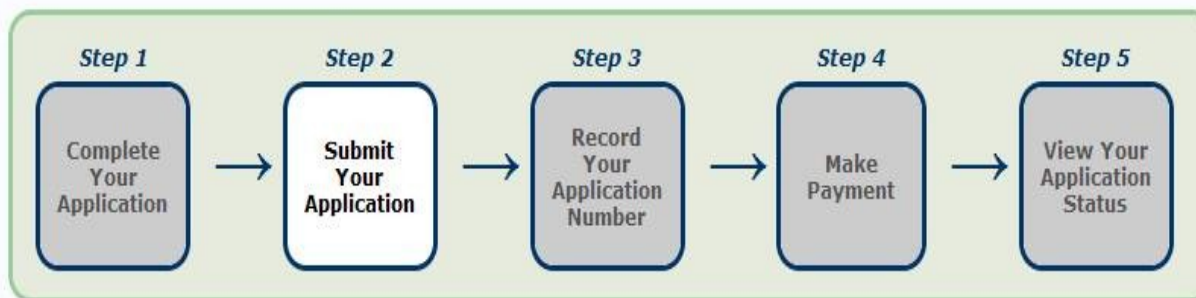 Step 1
Complete
Your
Application
Step 2
Submit
Your
Application
Step 3
Record
Your
Application
Number
Step 4
Make
Payment
Step 5
View Your
Application
Status